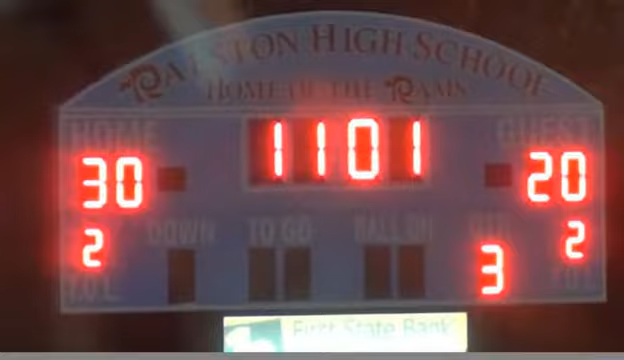 RALSTON HIGH SCHOOL
HOME OF THE RAMS
HOME 1101 GUEST
30 20
2 DOWN TO GO BALL ON QTR 2
T.O.L. 3 T.O.L.
First State Bank